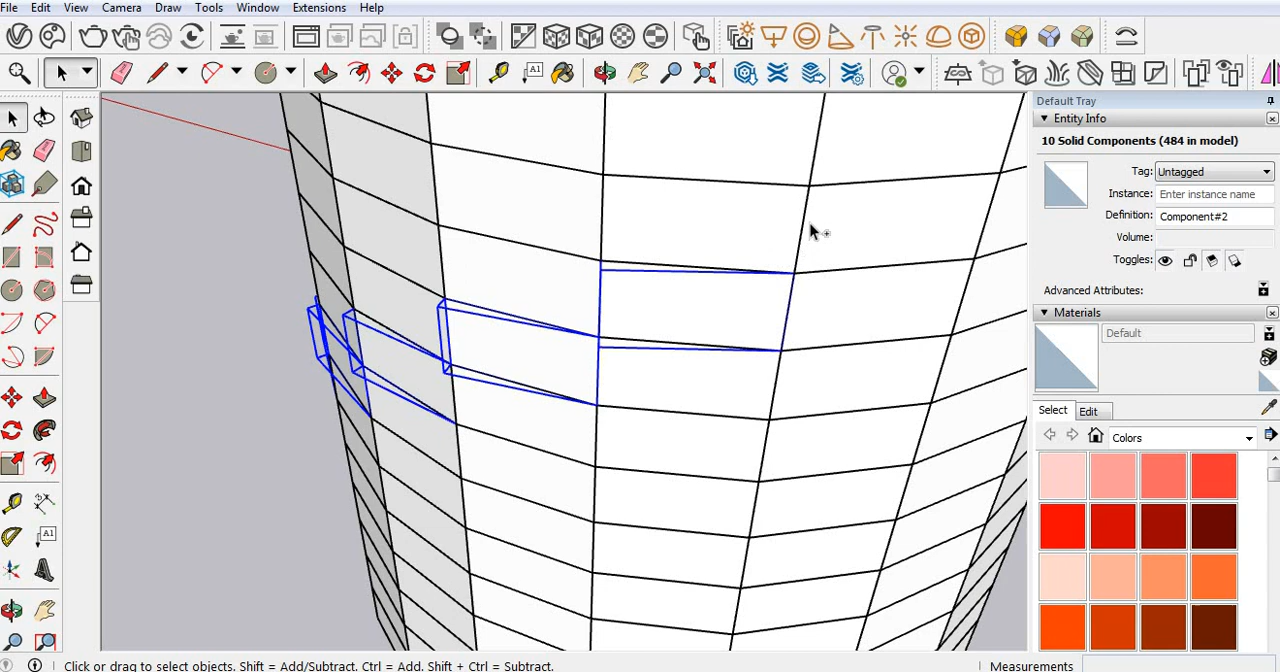 File Edit View Camera Draw Tools Window Extensions Help
A1
Default Tray
Entity Info
10 Solid Components (484 in model)
Tag: Untagged
Instance: Enter instance name
Definition: Component#2
Volume:
Toggles:
Advanced Attributes:
Materials
Default
Select Edit
Colors
A1
Click or drag to select objects. Shift = Add/Subtract. Ctrl = Add. Shift + Ctrl = Subtract.
Measurements